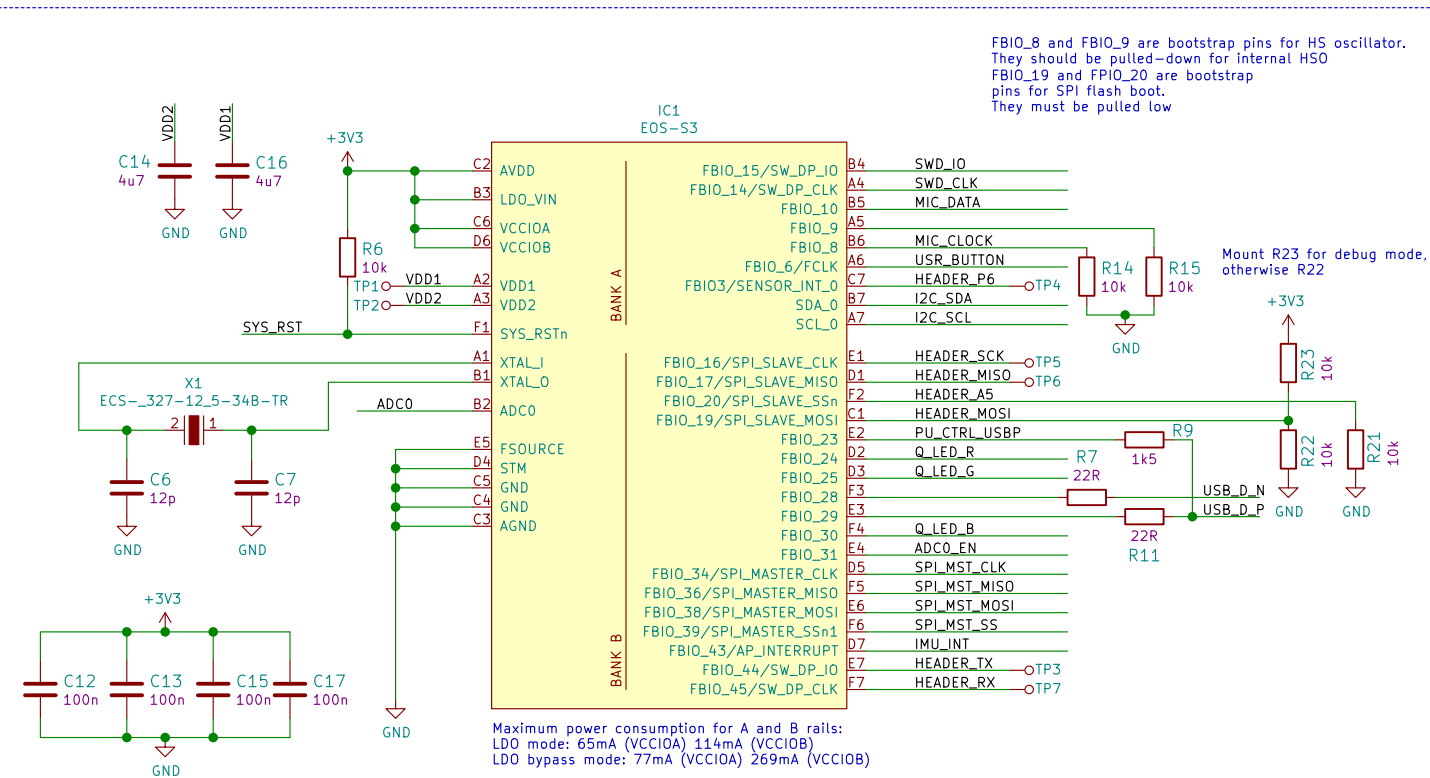 FBIO_8 and FBIO_9 are bootstrap pins for HS oscillator.
They should be pulled-down for internal HSO
FBIO_19 and FPIO_20 are bootstrap
pins for SPI flash boot.
They must be pulled low
VDD2
VDD1
C14
4u7
C16
4u7
GND
GND
+3V3
R6
10k
TP1
VDD1
TP2
VDD2
SYS_RST
X1
ECS-_327-12_5-34B-TR
2
1
ADC0
C6
12p
C7
12p
GND
GND
+3V3
C12
100n
C13
100n
C15
100n
C17
100n
GND
GND
IC1
EOS-S3
C2 AVDD
B3 LDO_VIN
C6 VCCIOA
D6 VCCIOB
A2 VDD1
A3 VDD2
F1 SYS_RSTn
A1 XTAL_I
B1 XTAL_O
B2 ADC0
E5 FSOURCE
D4 STM
C5 GND
C4 GND
C3 AGND
BANK A
BANK B
FBIO_15/SW_DP_IO B4 SWD_IO
FBIO_14/SW_DP_CLK A4 SWD_CLK
FBIO_10 B5 MIC_DATA
FBIO_9 A5
FBIO_8 B6 MIC_CLOCK
FBIO_6/FCLK A6 USR_BUTTON
FBIO3/SENSOR_INT_0 C7 HEADER_P6 TP4
SDA_0 B7 I2C_SDA
SCL_0 A7 I2C_SCL
FBIO_16/SPI_SLAVE_CLK E1 HEADER_SCK TP5
FBIO_17/SPI_SLAVE_MISO D1 HEADER_MISO TP6
FBIO_20/SPI_SLAVE_SSn F2 HEADER_A5
FBIO_19/SPI_SLAVE_MOSI C1 HEADER_MOSI
FBIO_23 E2 PU_CTRL_USBP
FBIO_24 D2 Q_LED_R
FBIO_25 D3 Q_LED_G
FBIO_28 F3
FBIO_29 E3
FBIO_30 F4 Q_LED_B
FBIO_31 E4 ADC0_EN
FBIO_34/SPI_MASTER_CLK D5 SPI_MST_CLK
FBIO_36/SPI_MASTER_MISO F5 SPI_MST_MISO
FBIO_38/SPI_MASTER_MOSI E6 SPI_MST_MOSI
FBIO_39/SPI_MASTER_SSn1 F6 SPI_MST_SS
FBIO_43/AP_INTERRUPT D7 IMU_INT
FBIO_44/SW_DP_IO E7 HEADER_TX TP3
FBIO_45/SW_DP_CLK F7 HEADER_RX TP7
R14
10k
R15
10k
GND
Mount R23 for debug mode,
otherwise R22
+3V3
R23
10k
R22
10k
R21
10k
GND
GND
R9
1k5
R7
22R
USB_D_N
USB_D_P
22R
R11
Maximum power consumption for A and B rails:
LDO mode: 65mA (VCCIOA) 114mA (VCCIOB)
LDO bypass mode: 77mA (VCCIOA) 269mA (VCCIOB)